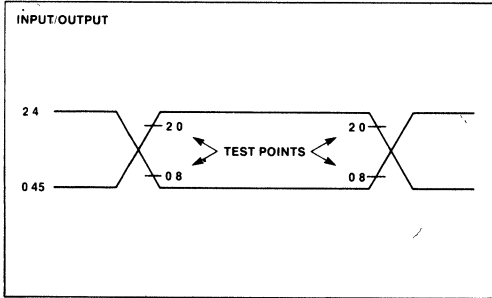 INPUT/OUTPUT
2 4
2 0 TEST POINTS 2 0
0 8 0 8
0 45